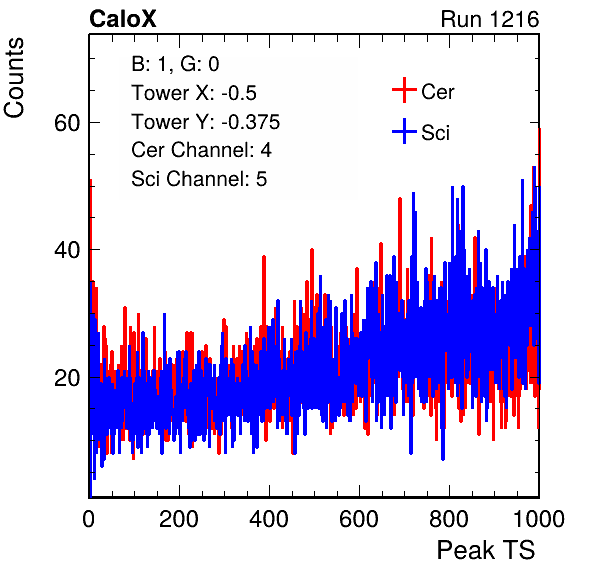 CaloX Run 1216
Counts
B: 1, G: 0
Tower X: -0.5
Tower Y: -0.375
Cer Channel: 4
Sci Channel: 5
Cer
Sci
60
40
20
0 200 400 600 800 1000
Peak TS